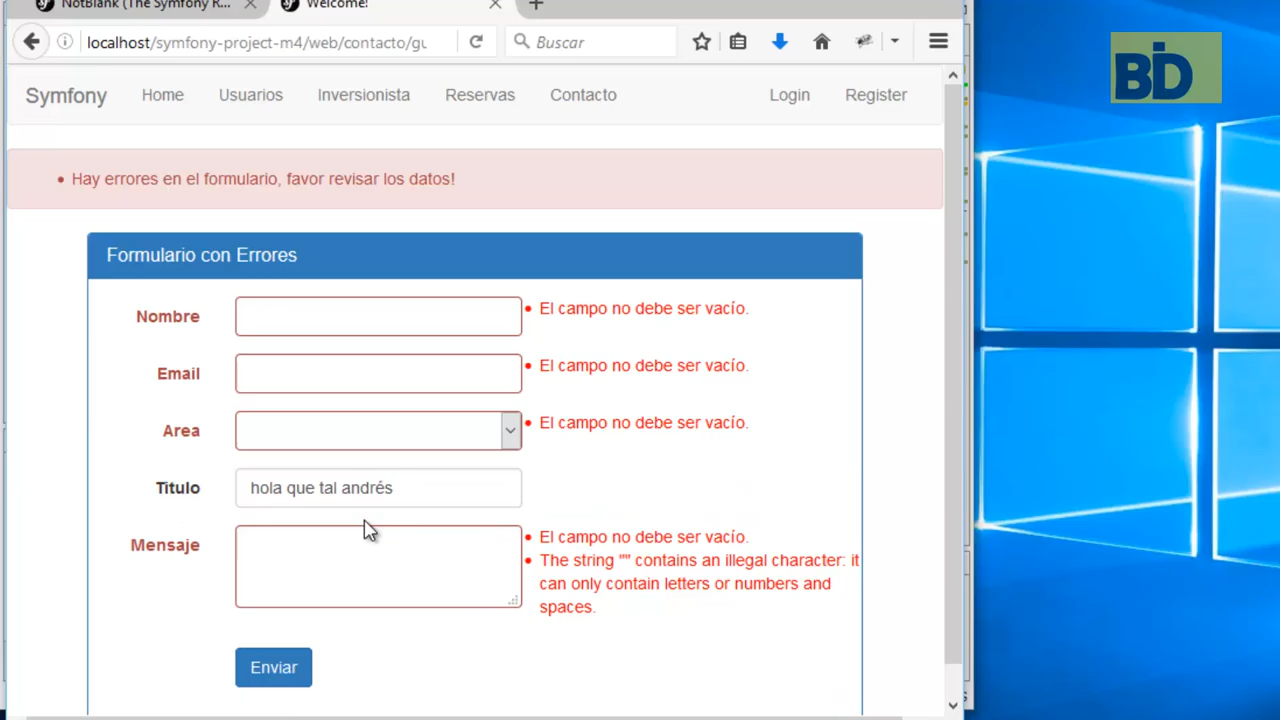 NotBlank (The Symfony R...
Welcome!
localhost/symfony-project-m4/web/contacto/gu
Buscar
BID
Symfony Home Usuarios Inversionista Reservas Contacto Login Register
• Hay errores en el formulario, favor revisar los datos!
Formulario con Errores
Nombre
• El campo no debe ser vacío.
Email
• El campo no debe ser vacío.
Area
• El campo no debe ser vacío.
Titulo
hola que tal andrés
Mensaje
• El campo no debe ser vacío.
• The string "" contains an illegal character: it
can only contain letters or numbers and
spaces.
Enviar